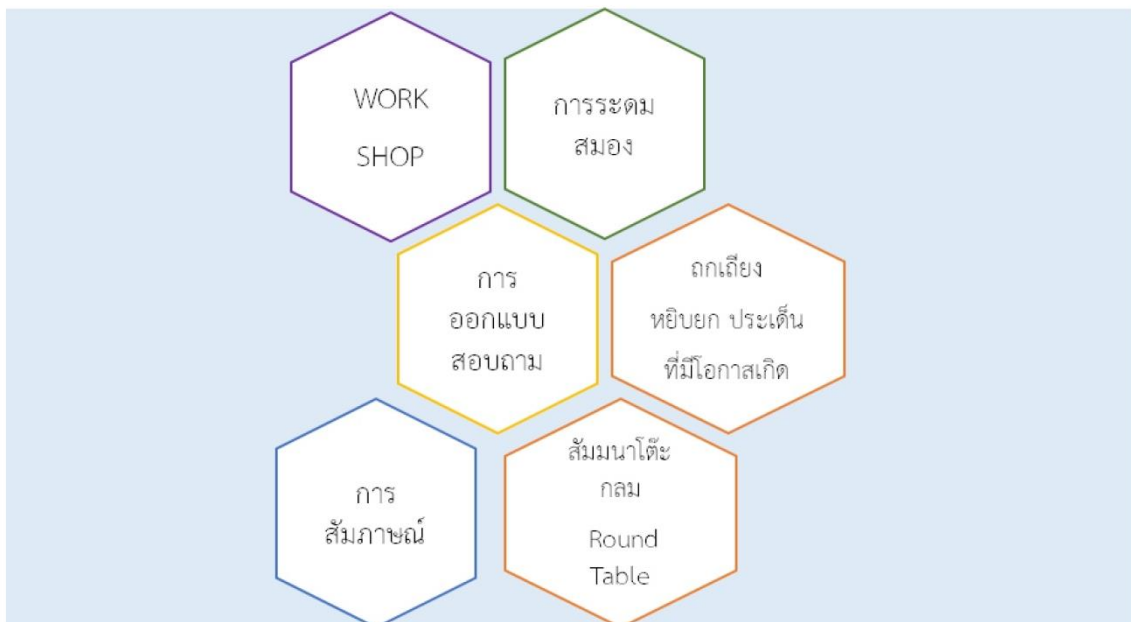 WORK
SHOP
การระดม
สมอง
การ
ออกแบบ
สอบถาม
ถกเถียง
หยิบยก ประเด็น
ที่มีโอกาสเกิด
การ
สัมภาษณ์
สัมมนาโต๊ะ
กลม
Round
Table